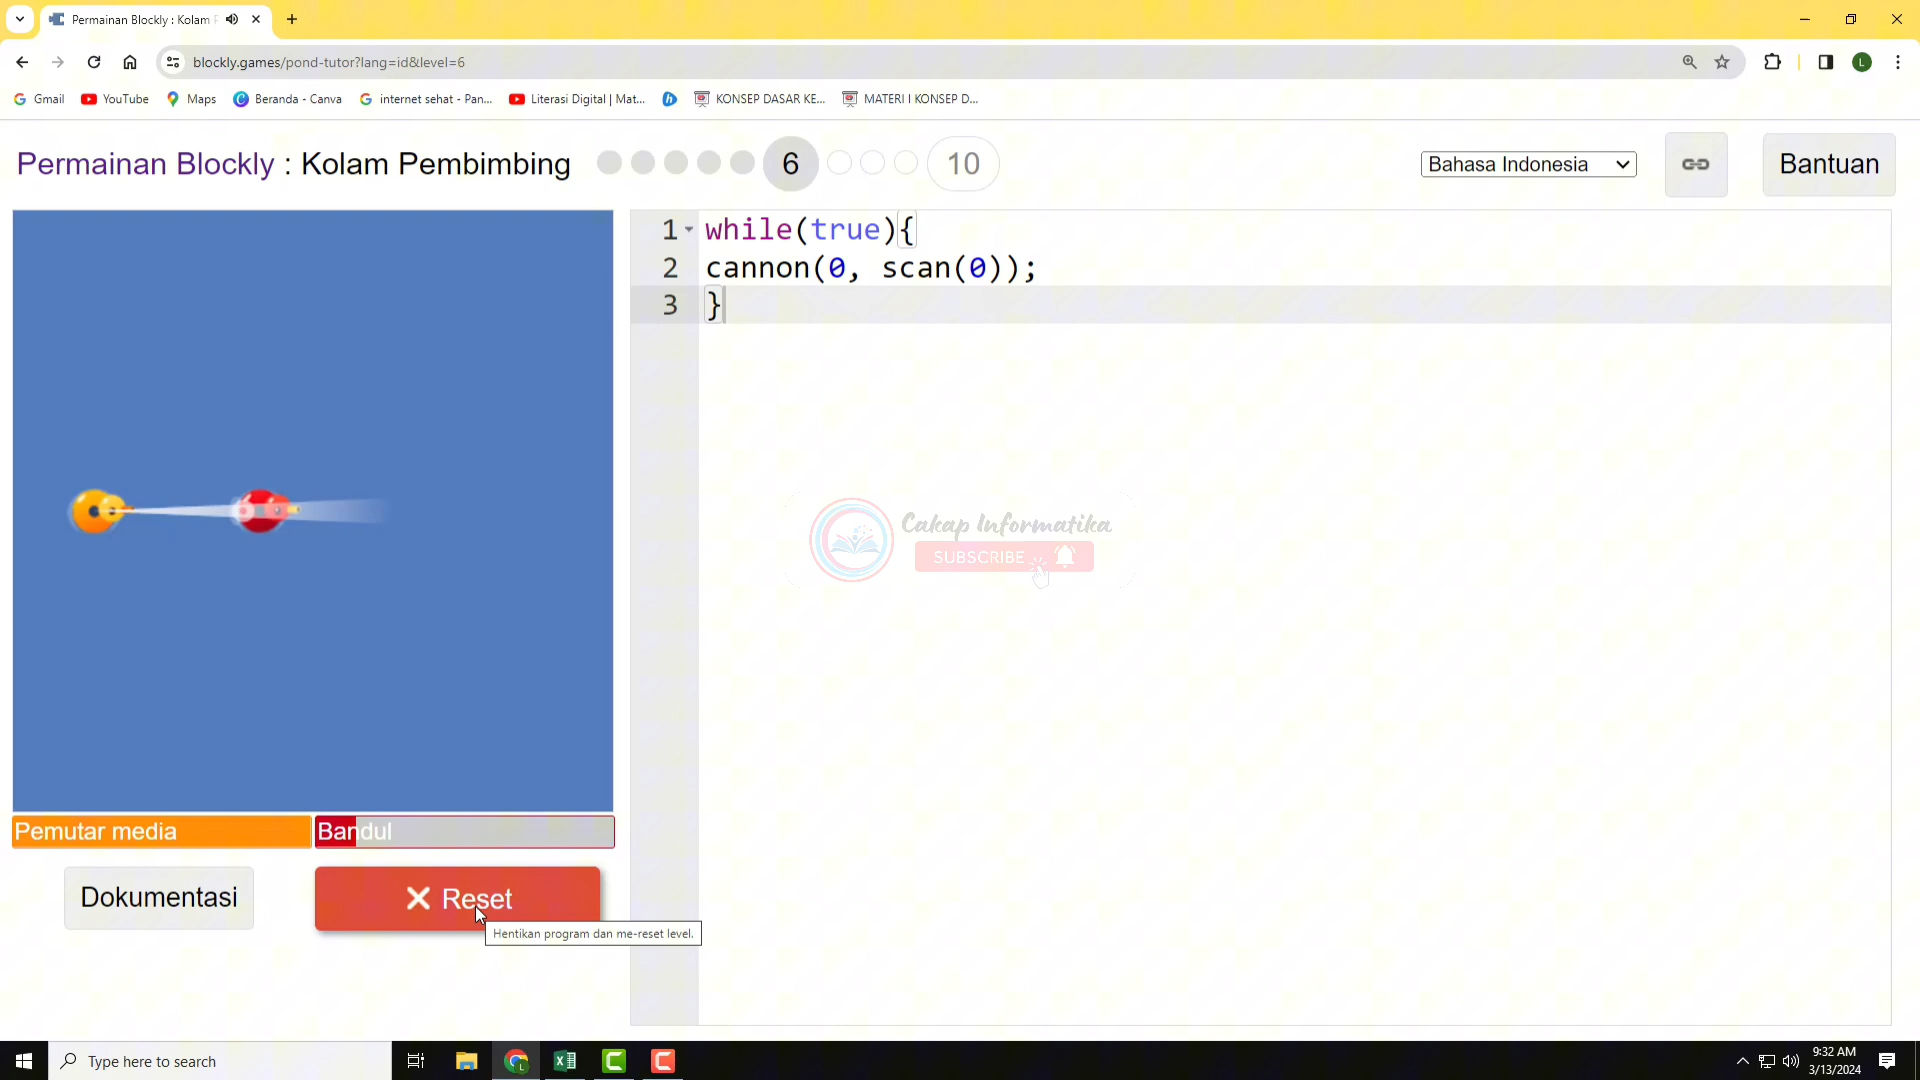 Permainan Blockly : Kolam P
blockly.games/pond-tutor?lang=id&level=6
Gmail
YouTube
Maps
Beranda - Canva
internet sehat - Pan...
Literasi Digital | Mat...
KONSEP DASAR KE...
MATERI I KONSEP D...
L
Permainan Blockly : Kolam Pembimbing
6
10
Bahasa Indonesia
Bantuan
1 while(true){
2 cannon(0, scan(0));
3 }
Cakap Informatika
SUBSCRIBE
Pemutar media
Bandul
Dokumentasi
Reset
Hentikan program dan me-reset level.
Type here to search
9:32 AM
3/13/2024